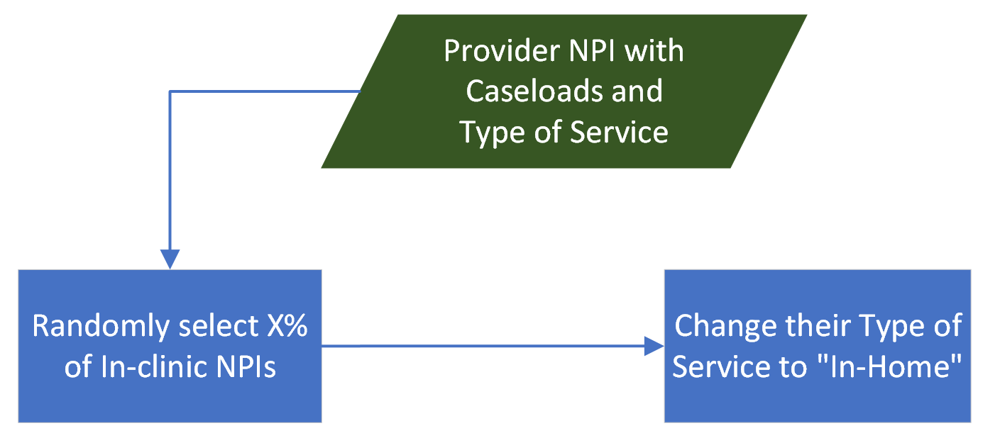 Provider NPI with
Caseloads and
Type of Service
Randomly select X%
of In-clinic NPIs
Change their Type of
Service to "In-Home"